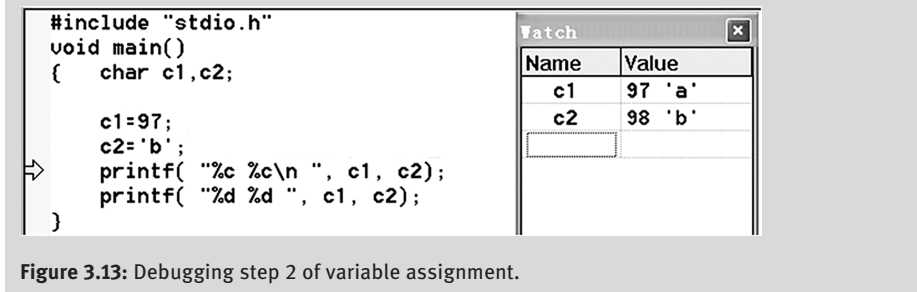 #include "stdio.h"
void main()
{ char c1,c2;
c1=97;
c2='b';
printf( "%c %c\n ", c1, c2);
printf( "%d %d ", c1, c2);
}
Watch
Name Value
c1 97 'a'
c2 98 'b'
Figure 3.13: Debugging step 2 of variable assignment.